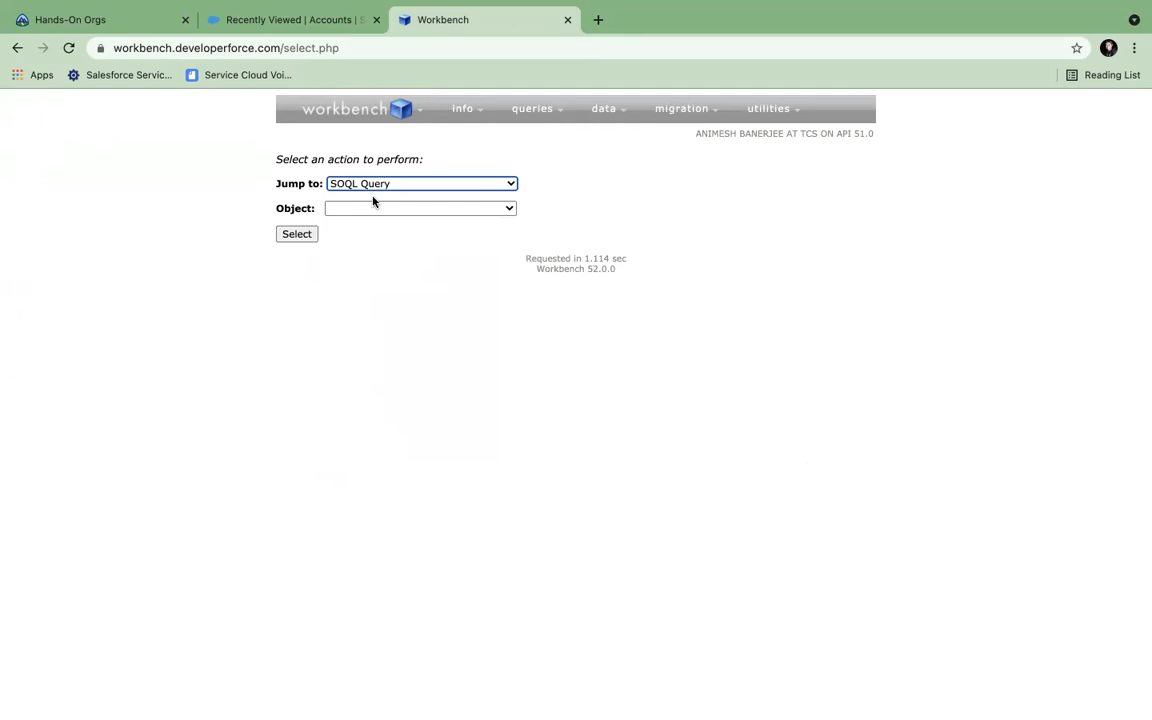 Hands-On Orgs
Recently Viewed | Accounts | S
Workbench
workbench.developerforce.com/select.php
Apps
Salesforce Servic...
Service Cloud Voi...
Reading List
workbench
info
queries
data
migration
utilities
ANIMESH BANERJEE AT TCS ON API 51.0
Select an action to perform:
Jump to: SOQL Query
Object:
Select
Requested in 1.114 sec
Workbench 52.0.0